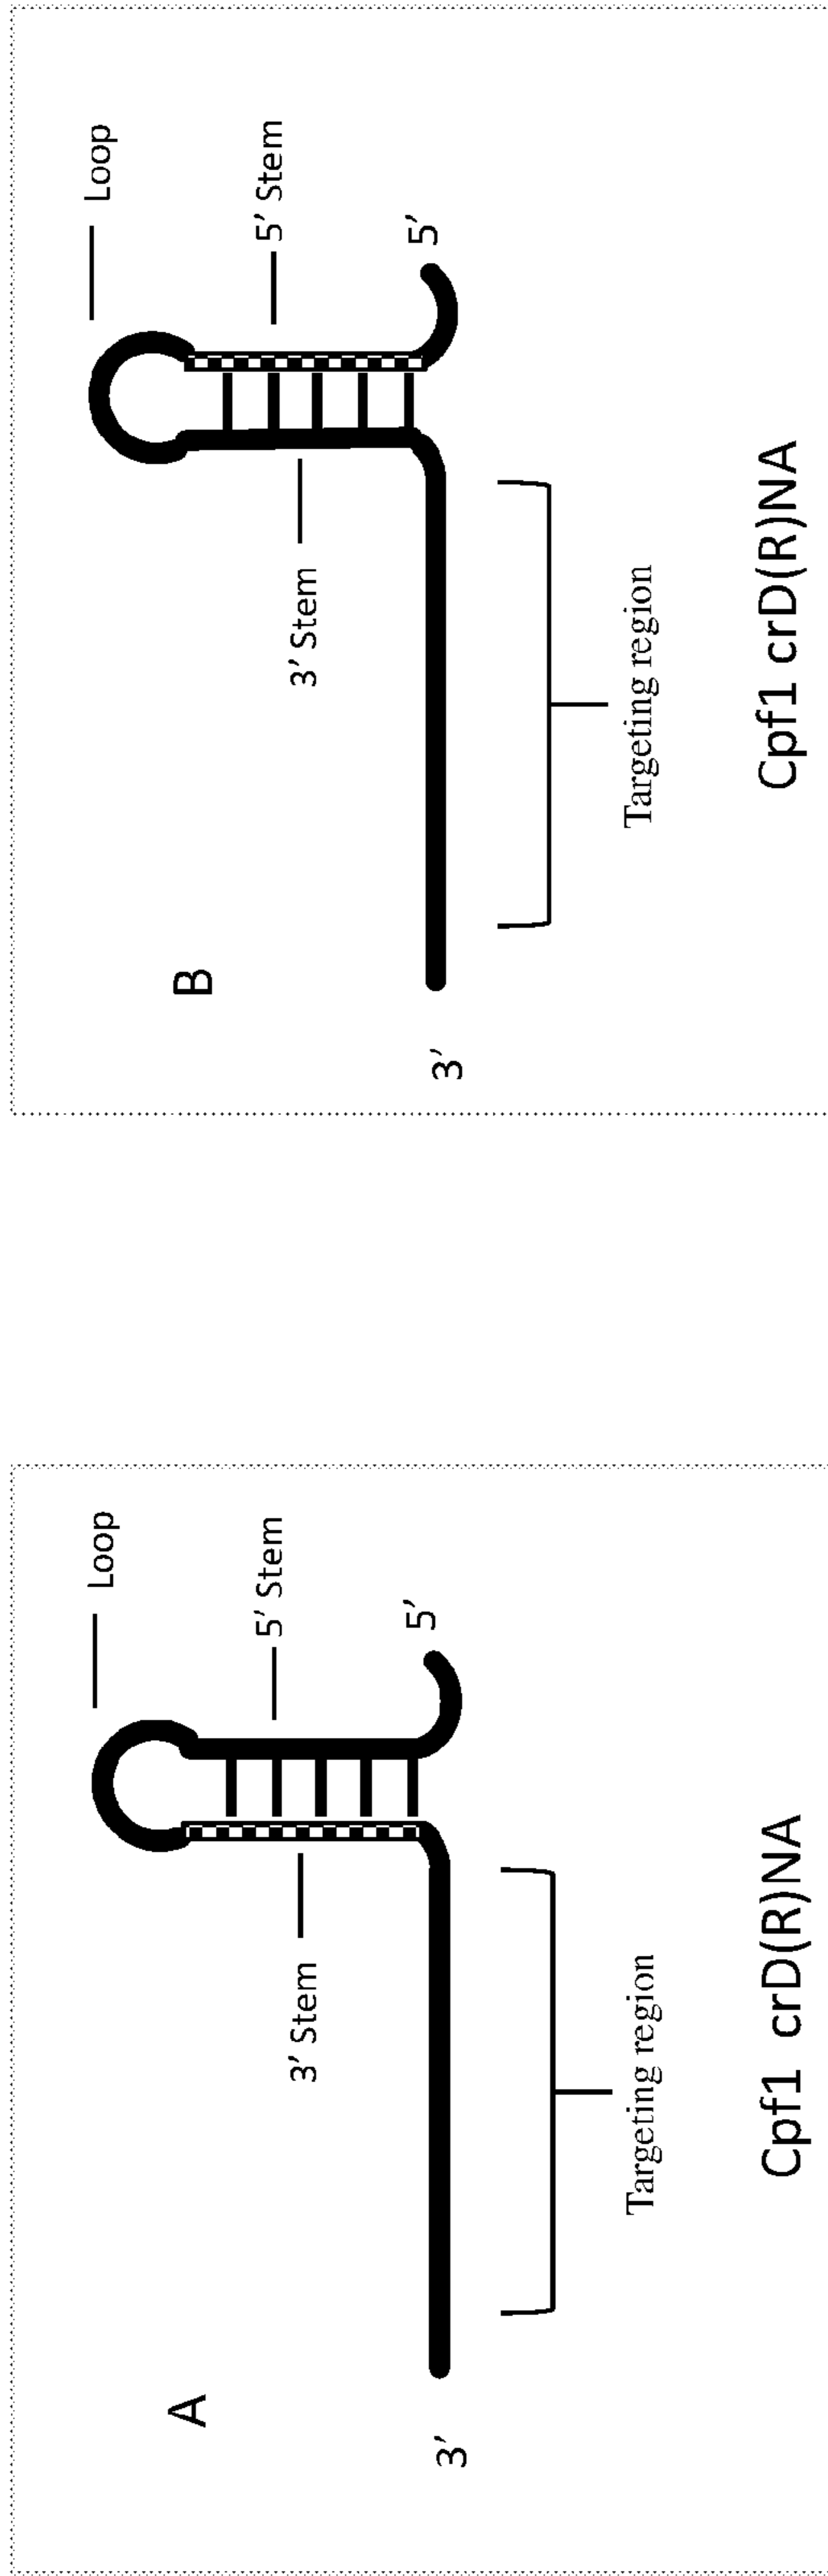 A
Loop
3′ Stem
5′ Stem
3′
5′
Targeting region
Cpf1 crD(R)NA
B
Loop
3′ Stem
5′ Stem
3′
5′
Targeting region
Cpf1 crD(R)NA